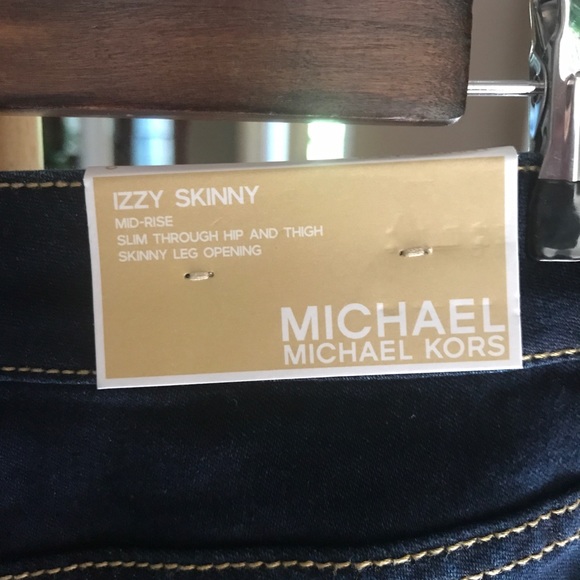 IZZY SKINNY
MID-RISE
SLIM THROUGH HIP AND THIGH
SKINNY LEG OPENING
MICHAEL
MICHAEL KORS